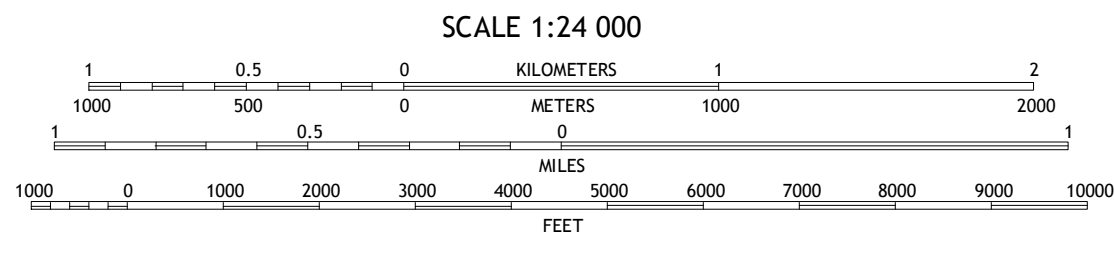 SCALE 1:24 000
1 0.5 0 KILOMETERS 1 2
1000 500 0 METERS 1000 2000
1 0.5 0 1
MILES
1000 0 1000 2000 3000 4000 5000 6000 7000 8000 9000 10000
FEET